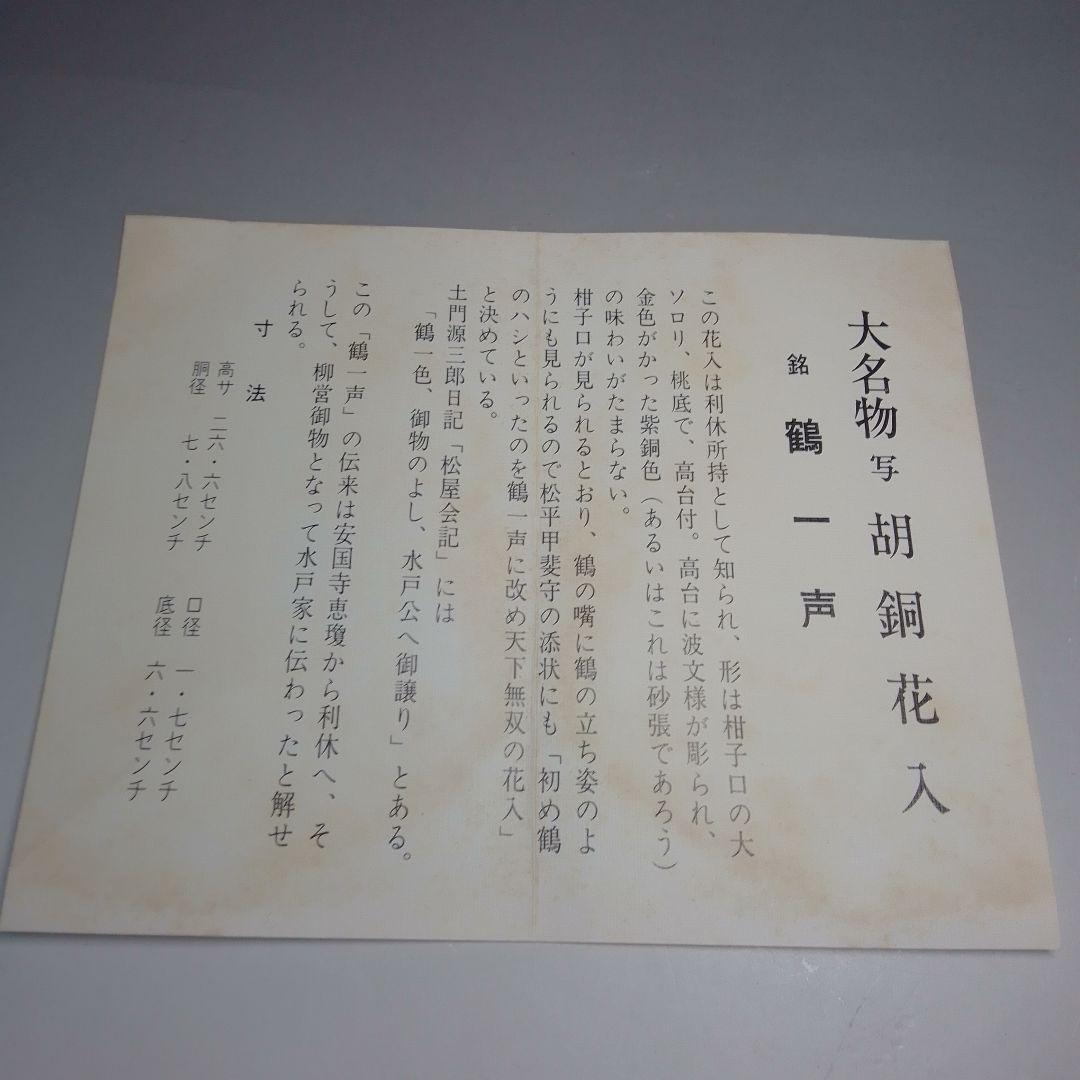 大名物写 胡銅花入
銘 鶴一声
この花入は利休所持として知られ、形は柑子口の大
ソロリ、桃底で、高台付。高台に波文様が彫られ、
金色がかった紫銅色（あるいはこれは砂張であろう）
の味わいがたまらない。
柑子口が見られるとおり、鶴の嘴に鶴の立ち姿のよ
うにも見られるので松平甲斐守の添状にも「初め鶴
のハシといったのを鶴一声に改め天下無双の花入」
と決めている。
土門源三郎日記「松屋会記」には
「鶴一色、御物のよし、水戸公へ御譲り」とある。
この「鶴一声」の伝来は安国寺恵瓊から利休へ、そ
うして、柳営御物となって水戸家に伝わったと解せ
られる。
寸法
高サ 二六・六センチ 口径 一・七センチ
胴径 七・八センチ 底径 六・六センチ